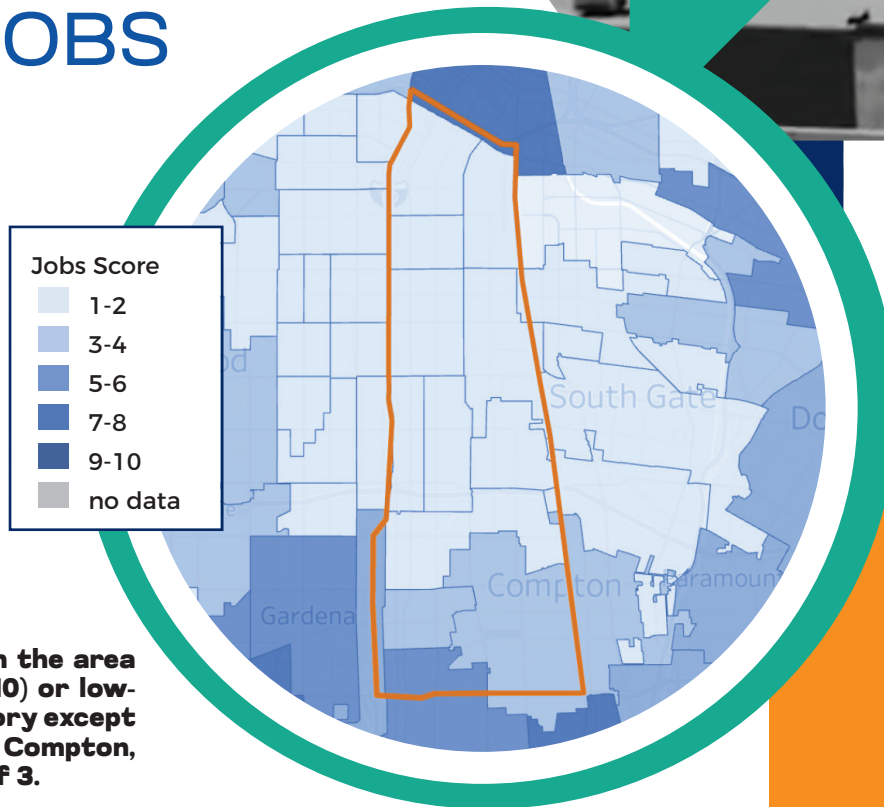 OBS
Jobs Score
1-2
3-4
5-6
7-8
9-10
no data
South Gate
Compton
Gardena
the area
10) or low-
except
Compton,
3.